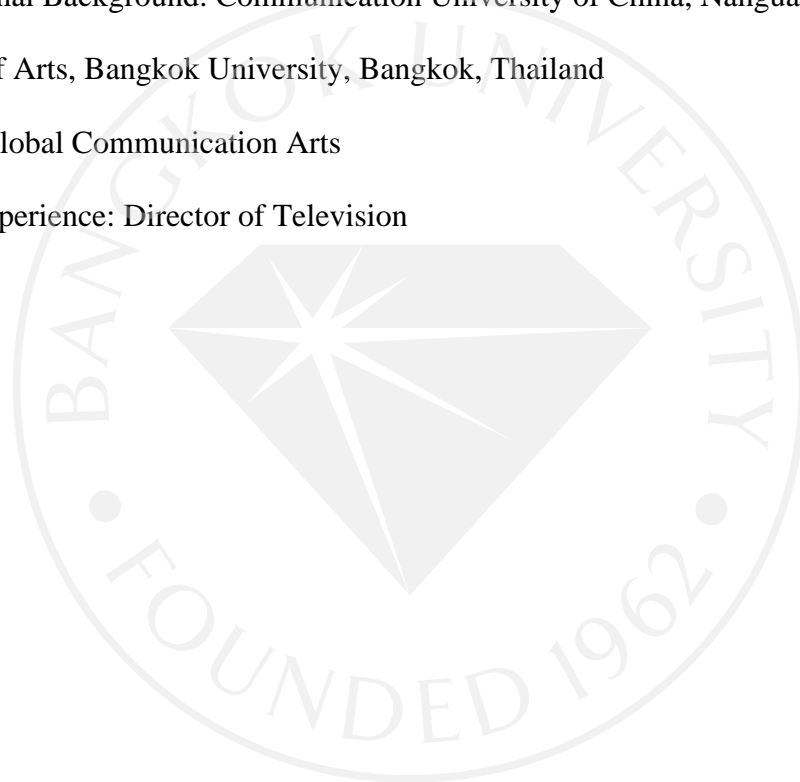 nal Background: Communication University of China, Nangua
f Arts, Bangkok University, Bangkok, Thailand
lobal Communication Arts
perience: Director of Television
BANGKOK UNIVERSITY
FOUNDED 1962